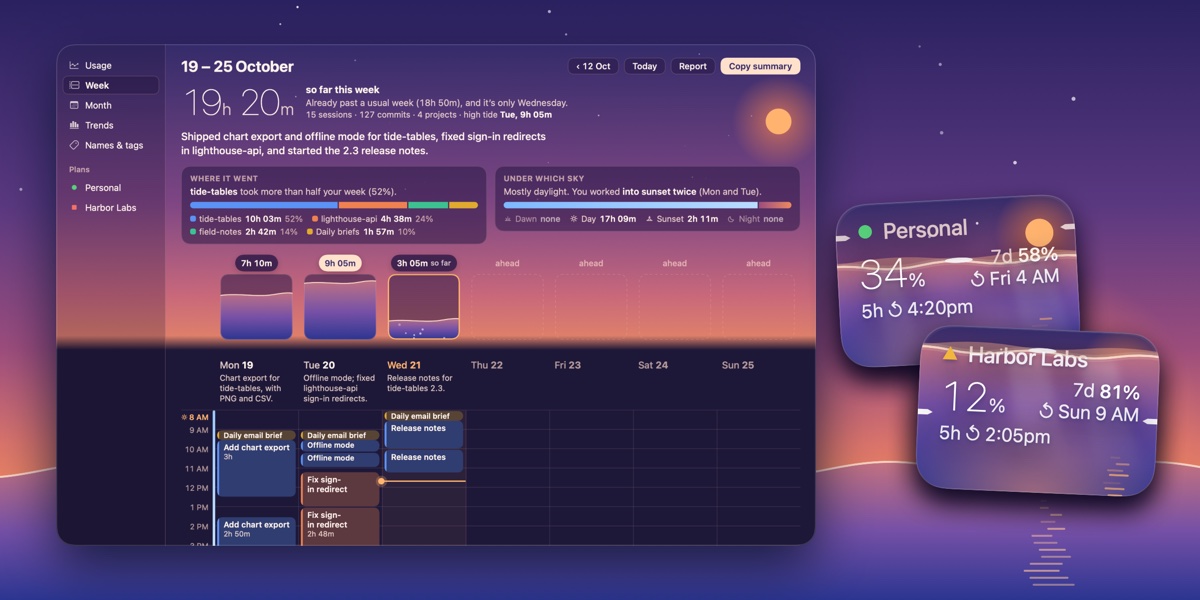 Usage
Week
Month
Trends
Names & tags
Plans
Personal
Harbor Labs
19 – 25 October
‹ 12 Oct
Today
Report
Copy summary
19h 20m
so far this week
Already past a usual week (18h 50m), and it's only Wednesday.
15 sessions · 127 commits · 4 projects · high tide Tue, 9h 05m
Shipped chart export and offline mode for tide-tables, fixed sign-in redirects
in lighthouse-api, and started the 2.3 release notes.
WHERE IT WENT
tide-tables took more than half your week (52%).
tide-tables 10h 03m 52%
lighthouse-api 4h 38m 24%
field-notes 2h 42m 14%
Daily briefs 1h 57m 10%
UNDER WHICH SKY
Mostly daylight. You worked into sunset twice (Mon and Tue).
Dawn none
Day 17h 09m
Sunset 2h 11m
Night none
7h 10m
9h 05m
3h 05m so far
ahead
ahead
ahead
ahead
Mon 19
Chart export for
tide-tables, with
PNG and CSV.
Tue 20
Offline mode; fixed
lighthouse-api
sign-in redirects.
Wed 21
Release notes for
tide-tables 2.3.
Thu 22
Fri 23
Sat 24
Sun 25
8 AM
9 AM
10 AM
11 AM
12 PM
1 PM
2 PM
3 PM
Daily email brief
Add chart export
3h
Add chart export
2h 50m
Daily email brief
Offline mode
Offline mode
Fix sign-
in redirect
Fix sign-
in redirect
2h 48m
Daily email brief
Release notes
Release notes
Personal
34%
7d 58%
Fri 4 AM
5h 4:20pm
Harbor Labs
12%
7d 81%
Sun 9 AM
5h 2:05pm